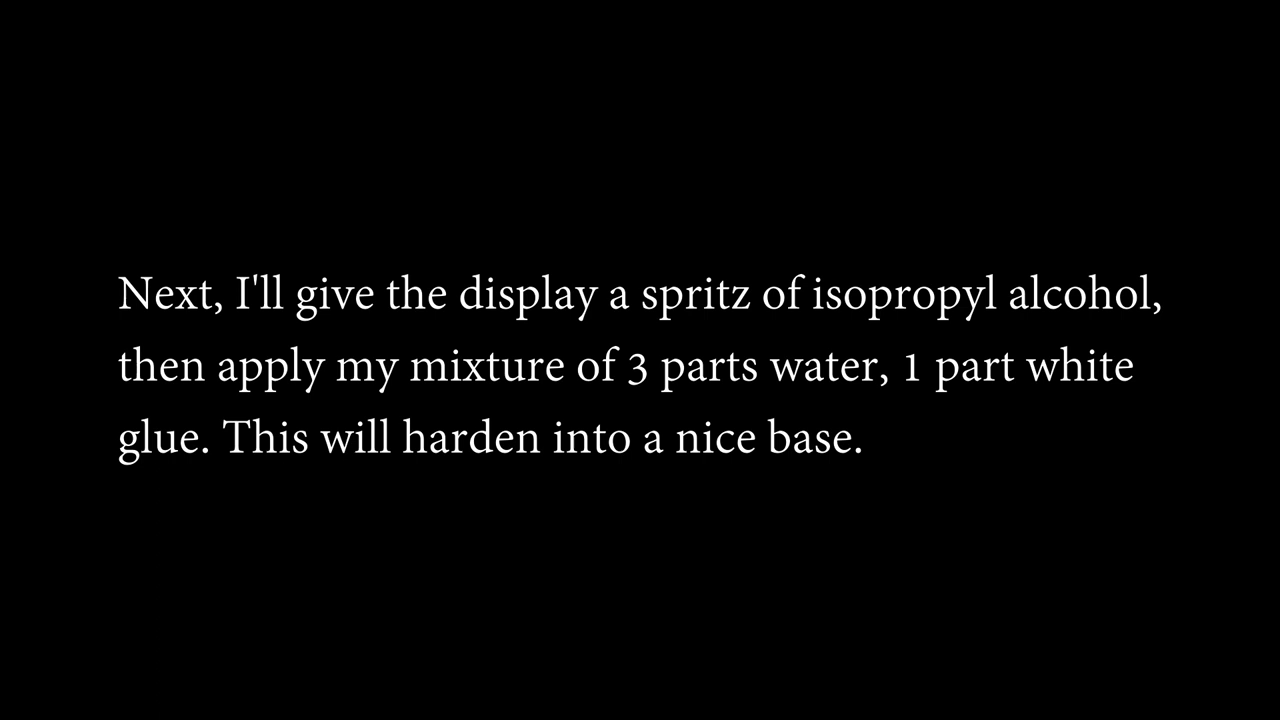 Next, I'll give the display a spritz of isopropyl alcohol,
then apply my mixture of 3 parts water, 1 part white
glue. This will harden into a nice base.